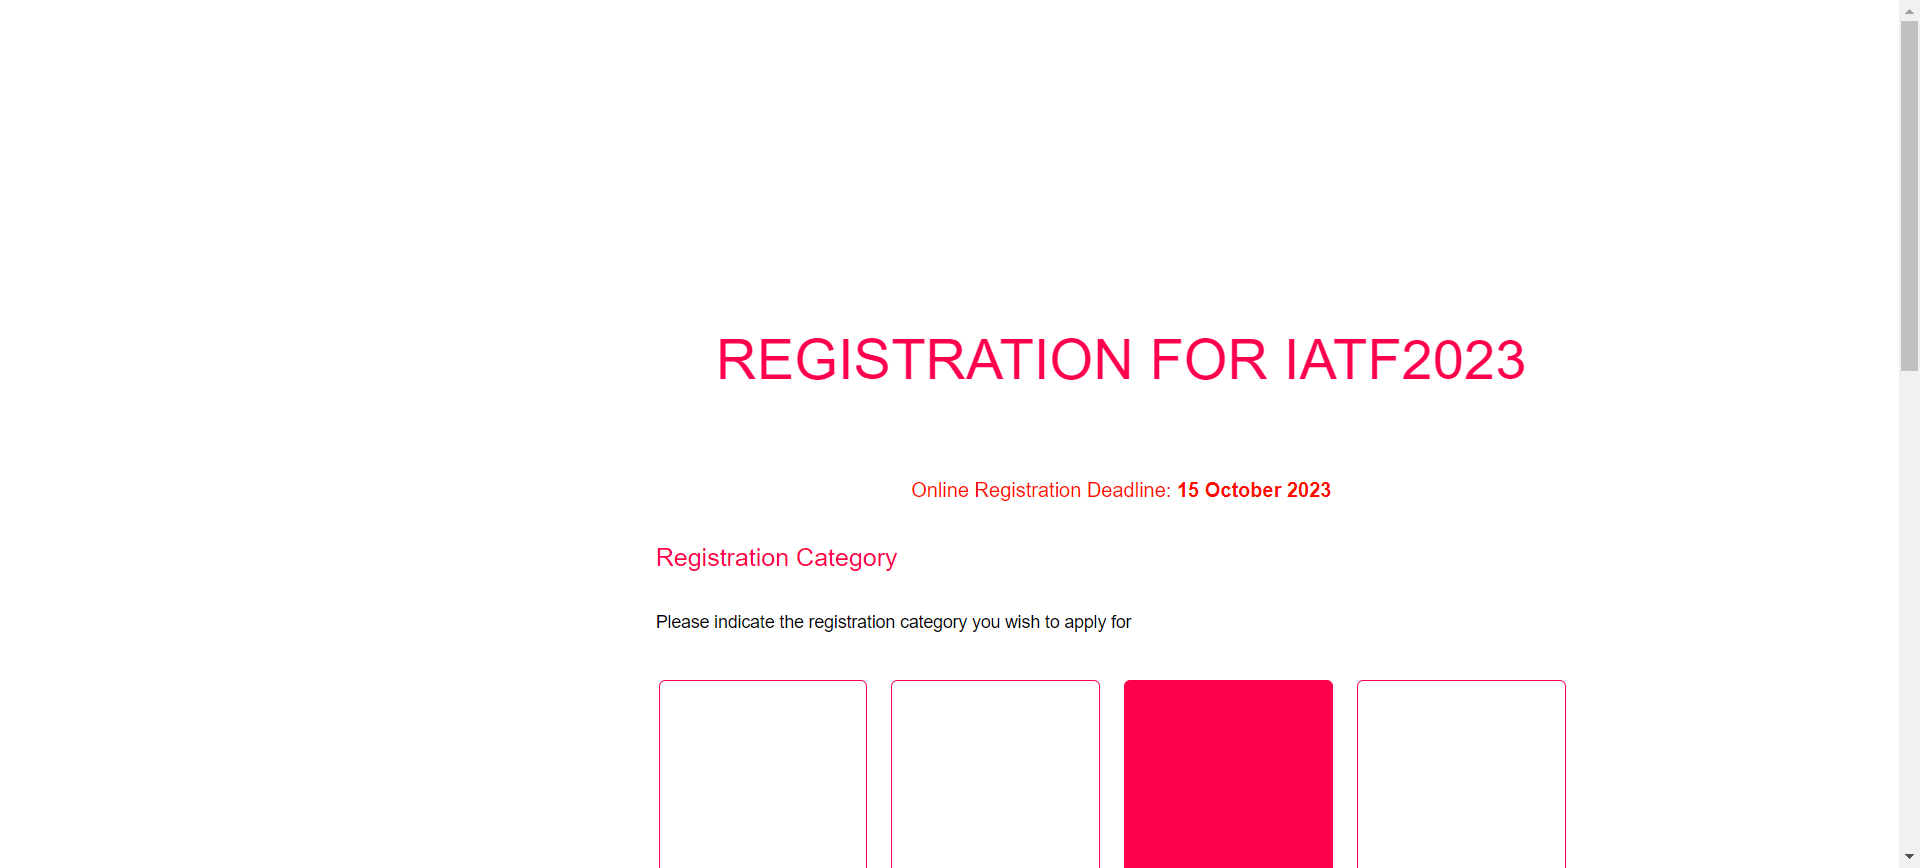 REGISTRATION FOR IATF2023
Online Registration Deadline: 15 October 2023
Registration Category
Please indicate the registration category you wish to apply for